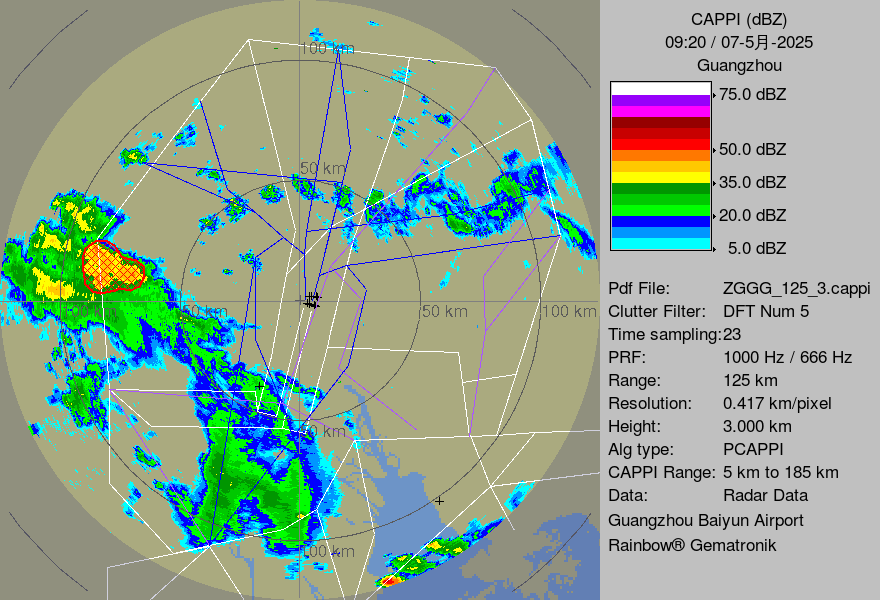 CAPPI (dBZ)
09:20 / 07-5月-2025
Guangzhou
75.0 dBZ
50.0 dBZ
35.0 dBZ
20.0 dBZ
5.0 dBZ
Pdf File: ZGGG_125_3.cappi
Clutter Filter: DFT Num 5
Time sampling:23
PRF: 1000 Hz / 666 Hz
Range: 125 km
Resolution: 0.417 km/pixel
Height: 3.000 km
Alg type: PCAPPI
CAPPI Range: 5 km to 185 km
Data: Radar Data
Guangzhou Baiyun Airport
Rainbow® Gematronik
100 km
50 km
100 km
50 km
50 km
100 km
50 km
100 km